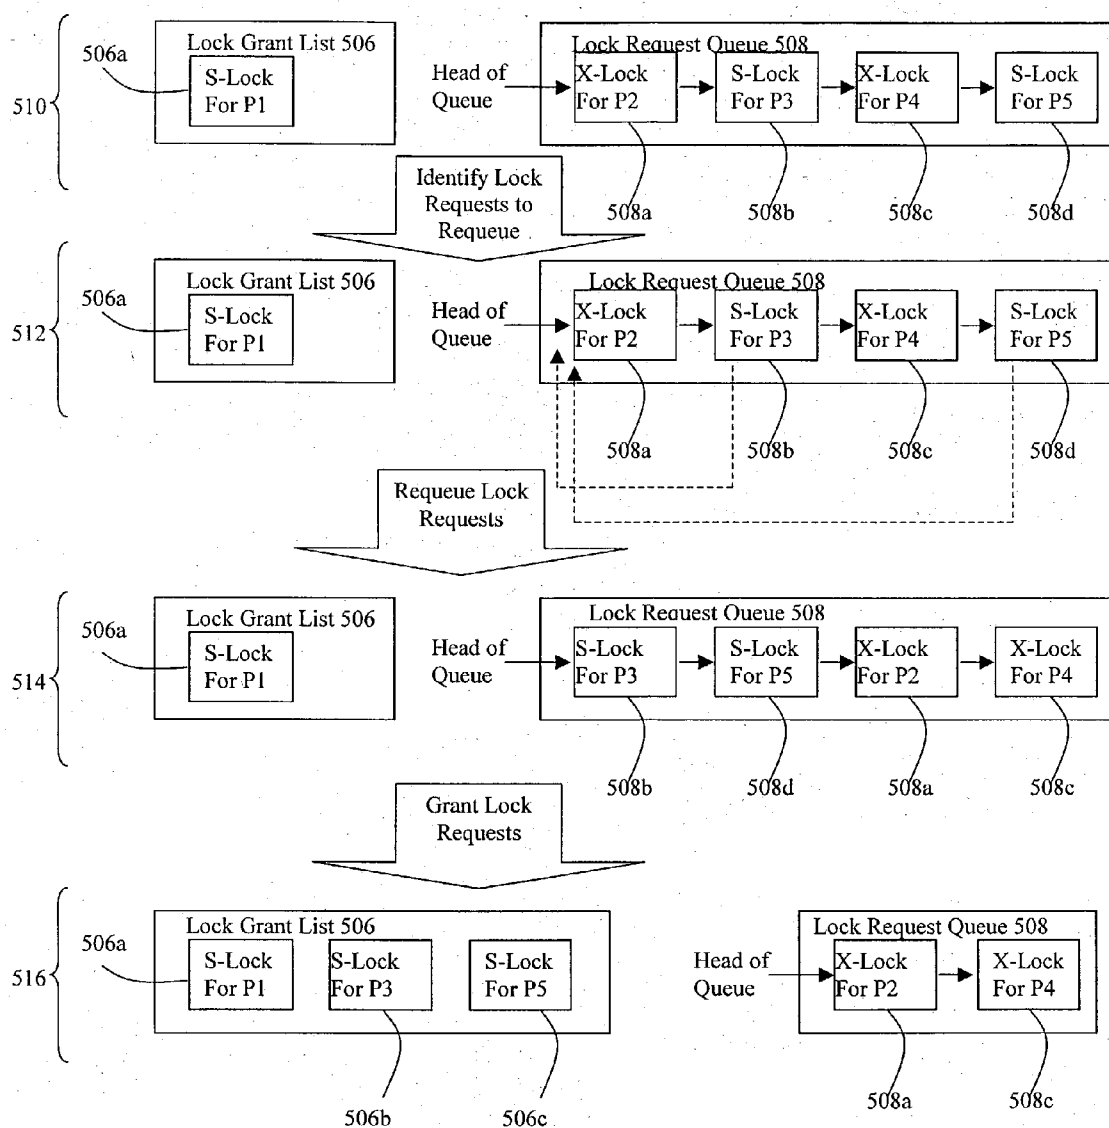 510
506a
Lock Grant List 506
S-Lock
For P1
Head of
Queue
Lock Request Queue 508
X-Lock
For P2
S-Lock
For P3
X-Lock
For P4
S-Lock
For P5
508a
508b
508c
508d
Identify Lock
Requests to
Requeue
512
506a
Lock Grant List 506
S-Lock
For P1
Head of
Queue
Lock Request Queue 508
X-Lock
For P2
S-Lock
For P3
X-Lock
For P4
S-Lock
For P5
508a
508b
508c
508d
Requeue Lock
Requests
514
506a
Lock Grant List 506
S-Lock
For P1
Head of
Queue
Lock Request Queue 508
S-Lock
For P3
S-Lock
For P5
X-Lock
For P2
X-Lock
For P4
508b
508d
508a
508c
Grant Lock
Requests
516
506a
Lock Grant List 506
S-Lock
For P1
S-Lock
For P3
S-Lock
For P5
506b
506c
Head of
Queue
Lock Request Queue 508
X-Lock
For P2
X-Lock
For P4
508a
508c